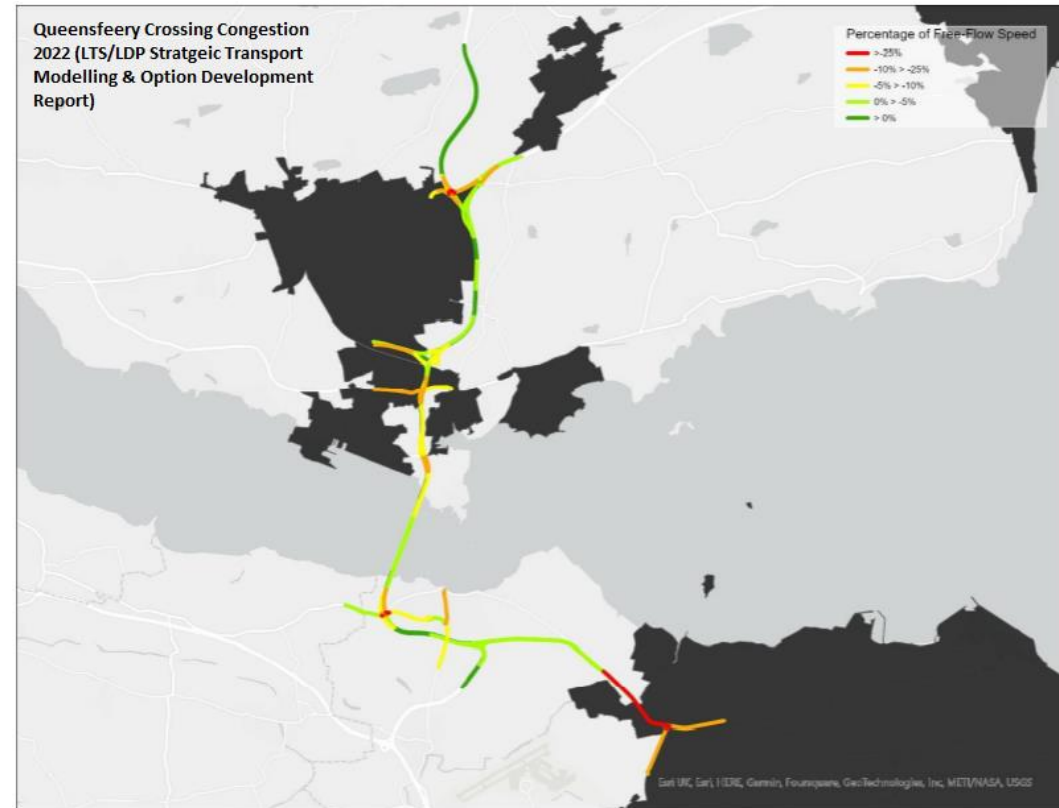 Queensfeery Crossing Congestion
2022 (LTS/LDP Stratgeic Transport
Modelling & Option Development
Report)
Percentage of Free-Flow Speed
>-25%
-10% > -25%
-5% > -10%
0% > -5%
> 0%
Esri UK, Esri, HERE, Garmin, Foursquare, GeoTechnologies, Inc, METI/NASA, USGS